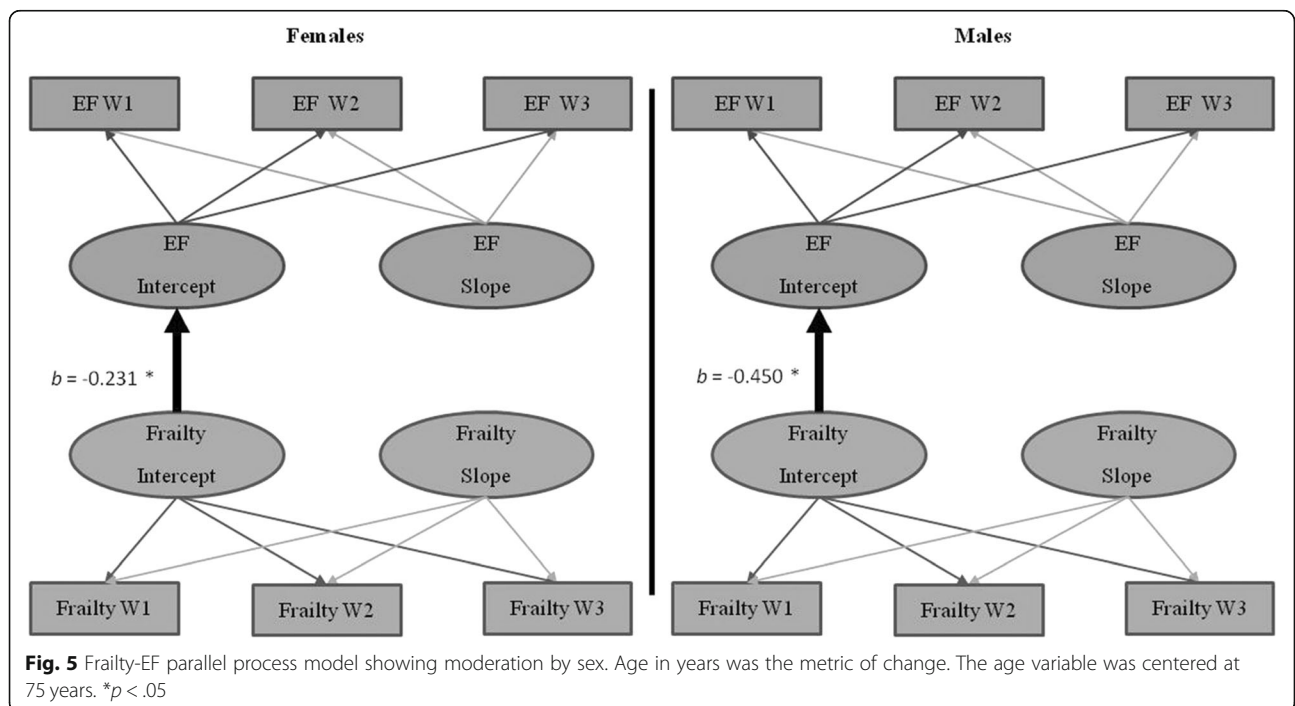 Females
EF W1 EF W2 EF W3
EF
Intercept
EF
Slope
b = -0.231 *
Frailty
Intercept
Frailty
Slope
Frailty W1 Frailty W2 Frailty W3
Males
EF W1 EF W2 EF W3
EF
Intercept
EF
Slope
b = -0.450 *
Frailty
Intercept
Frailty
Slope
Frailty W1 Frailty W2 Frailty W3
Fig. 5 Frailty-EF parallel process model showing moderation by sex. Age in years was the metric of change. The age variable was centered at
75 years. *p < .05